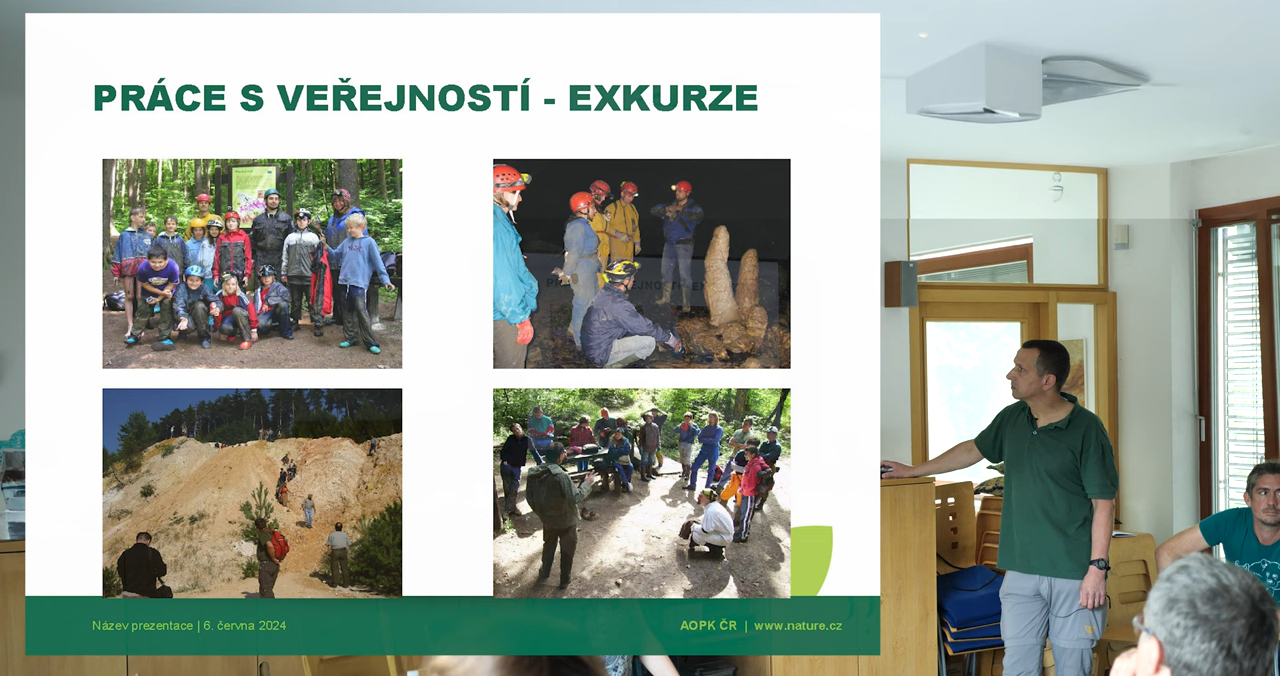 PRÁCE S VEŘEJNOSTÍ - EXKURZE
Název prezentace | 6. června 2024
AOPK ČR | www.nature.cz